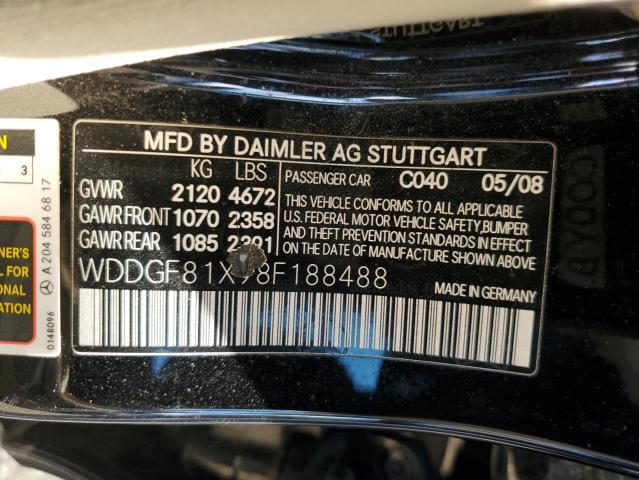 STUTTGART
MFD BY DAIMLER AG STUTTGART
KG LBS
GVWR 2120 4672
GAWR FRONT 1070 2358
GAWR REAR 1085 2391
PASSENGER CAR C040 05/08
THIS VEHICLE CONFORMS TO ALL APPLICABLE
U.S. FEDERAL MOTOR VEHICLE SAFETY,BUMPER
AND THEFT PREVENTION STANDARDS IN EFFECT
ON THE DATE OF MANUFACTURE SHOWN ABOVE.
WDDGF81X98F188488
MADE IN GERMANY
3
A 204 584 68 17
0148096